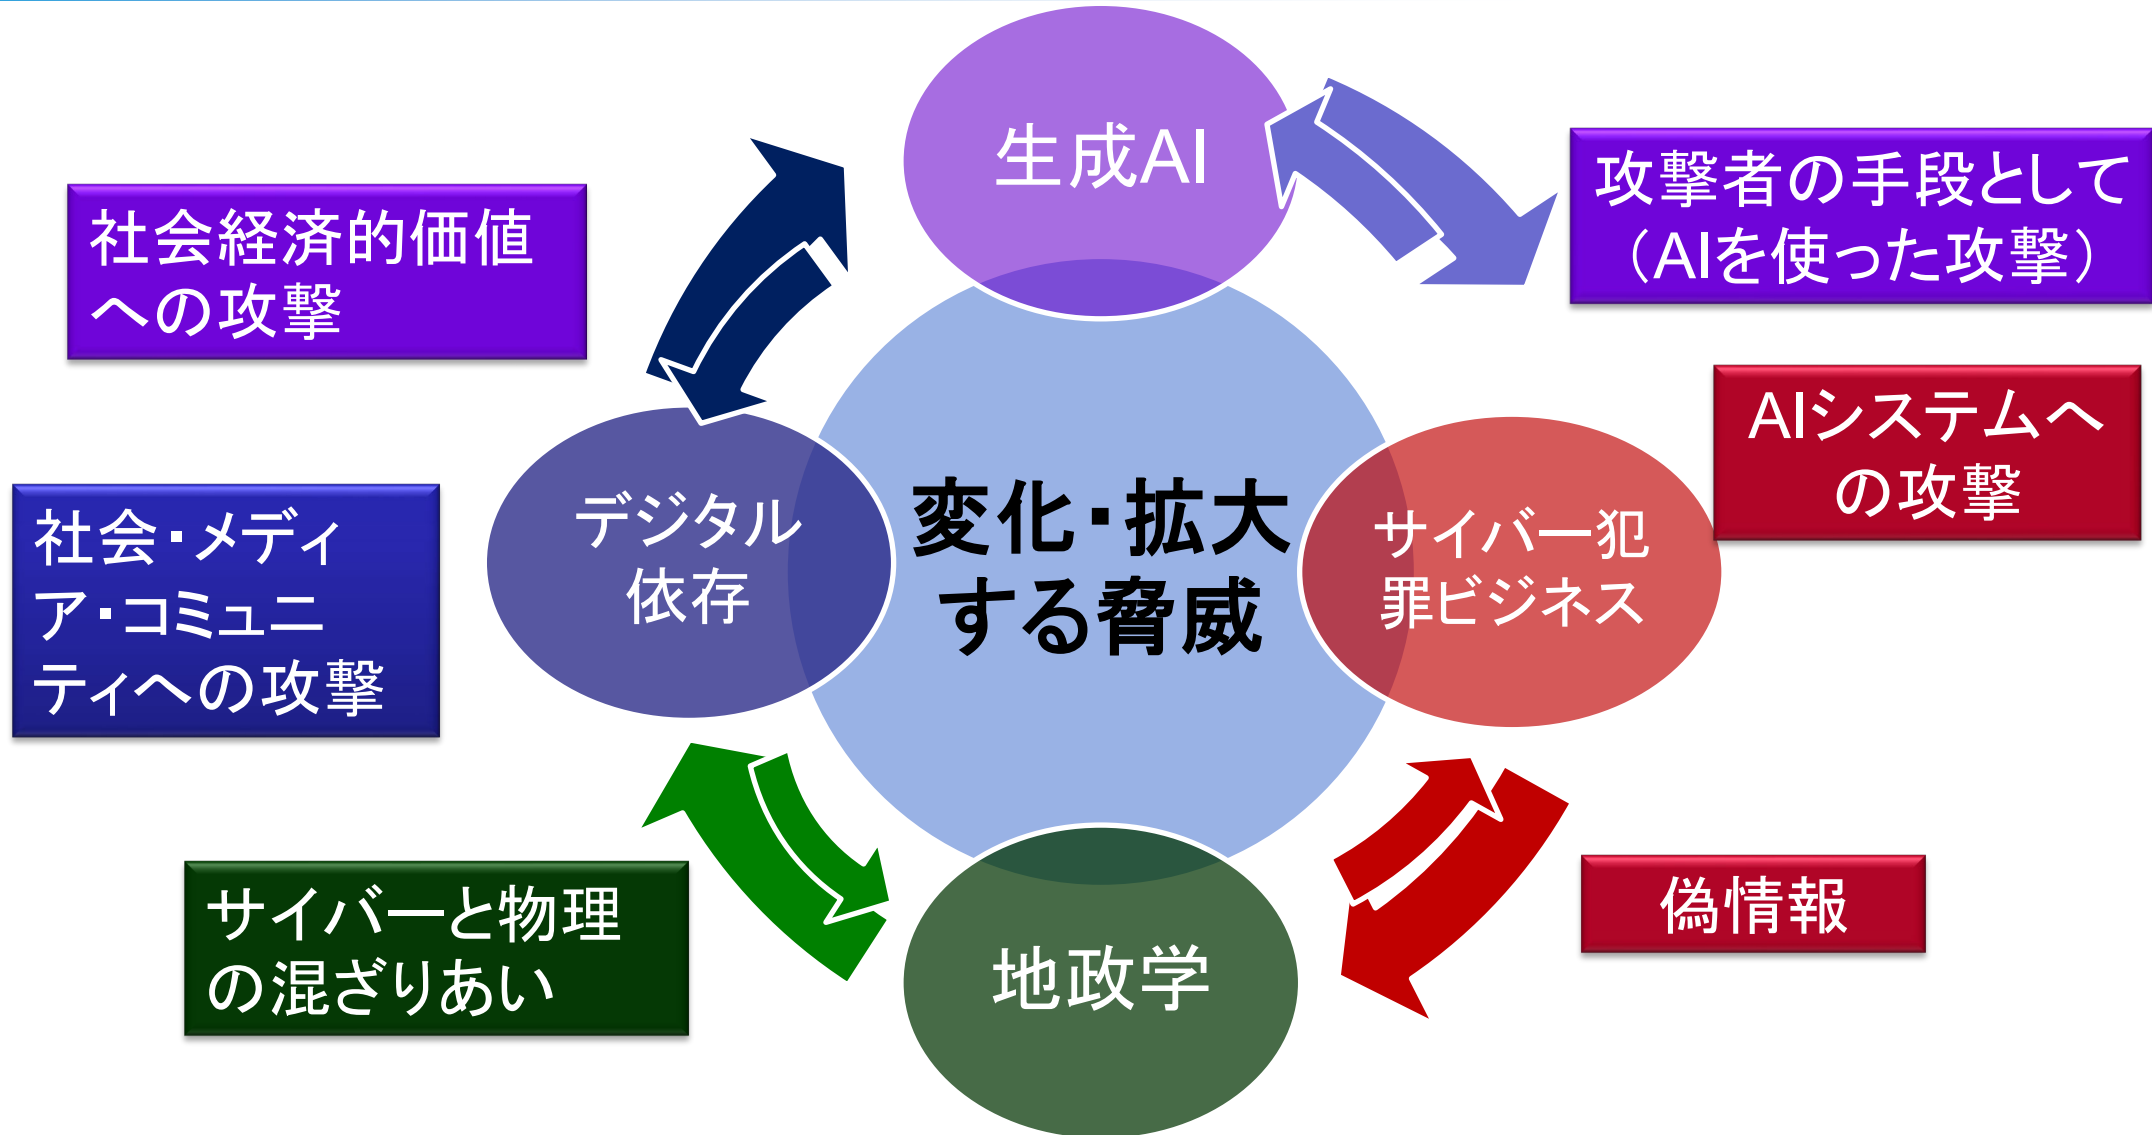 生成AI
攻撃者の手段として
（AIを使った攻撃）
社会経済的価値
への攻撃
AIシステムへ
の攻撃
デジタル
依存
変化・拡大
する脅威
サイバー犯
罪ビジネス
社会・メディ
ア・コミュニ
ティへの攻撃
サイバーと物理
の混ざりあい
地政学
偽情報